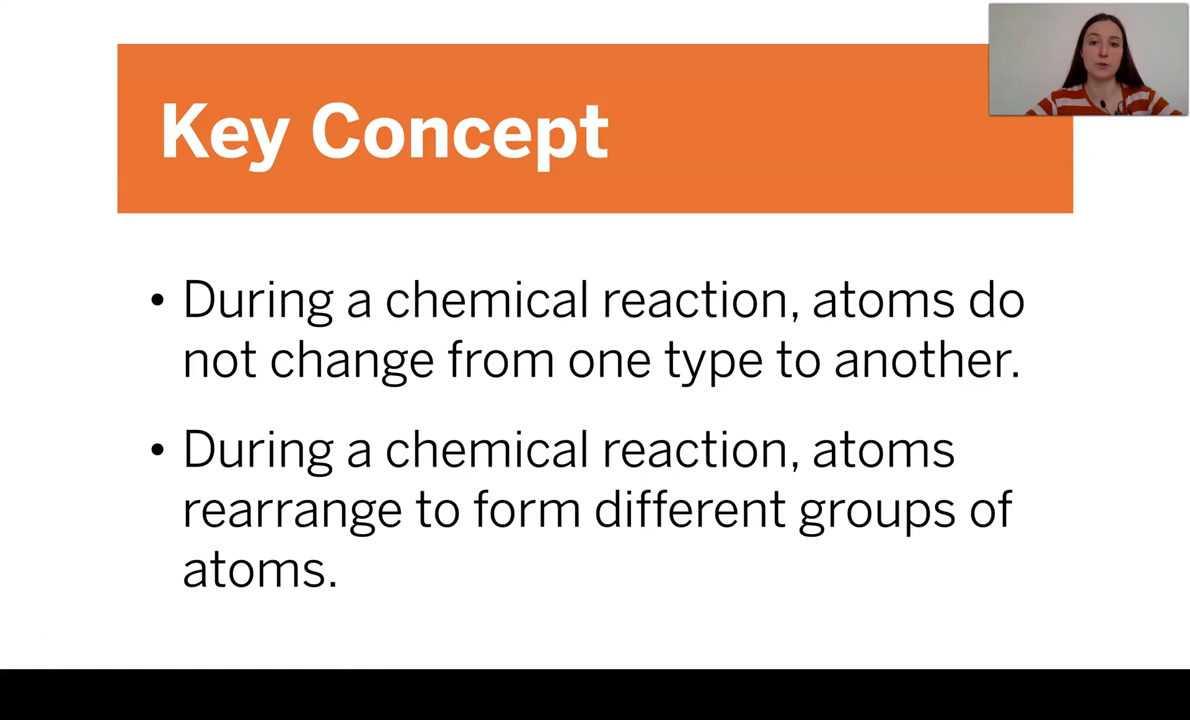 Key Concept
• During a chemical reaction, atoms do
not change from one type to another.
• During a chemical reaction, atoms
rearrange to form different groups of
atoms.